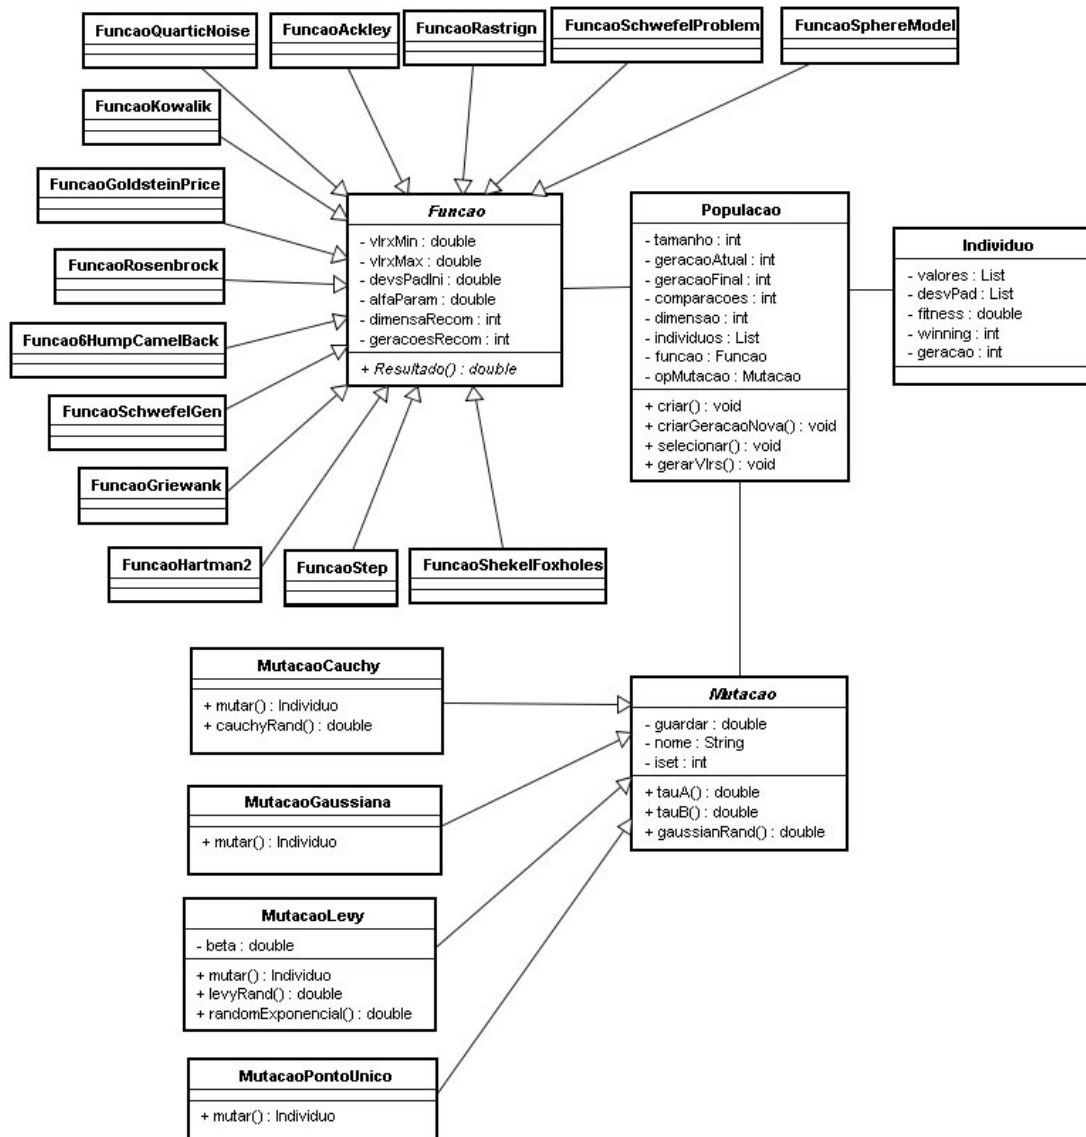 FuncaoQuarticNoise
FuncaoAckley
FuncaoRastrign
FuncaoSchwefelProblem
FuncaoSphereModel
FuncaoKowalik
FuncaoGoldsteinPrice
FuncaoRosenbrock
Funcao6HumpCamelBack
FuncaoSchwefelGen
FuncaoGriewank
FuncaoHartman2
FuncaoStep
FuncaoShekelFoxholes
Funcao
- vlrxMin : double
- vlrxMax : double
- devsPadIni : double
- alfaParam : double
- dimensaRecom : int
- geracoesRecom : int
+ Resultado() : double
Populacao
- tamanho : int
- geracaoAtual : int
- geracaoFinal : int
- comparacoes : int
- dimensao : int
- individuos : List
- funcao : Funcao
- opMutacao : Mutacao
+ criar() : void
+ criarGeracaoNova() : void
+ selecionar() : void
+ gerarVlrs() : void
Individuo
- valores : List
- desvPad : List
- fitness : double
- winning : int
- geracao : int
MutacaoCauchy
+ mutar() : Individuo
+ cauchyRand() : double
Mutacao
- guardar : double
- nome : String
- iset : int
+ tauA() : double
+ tauB() : double
+ gaussianRand() : double
MutacaoGaussiana
+ mutar() : Individuo
MutacaoLevy
- beta : double
+ mutar() : Individuo
+ levyRand() : double
+ randomExponencial() : double
MutacaoPontoUnico
+ mutar() : Individuo